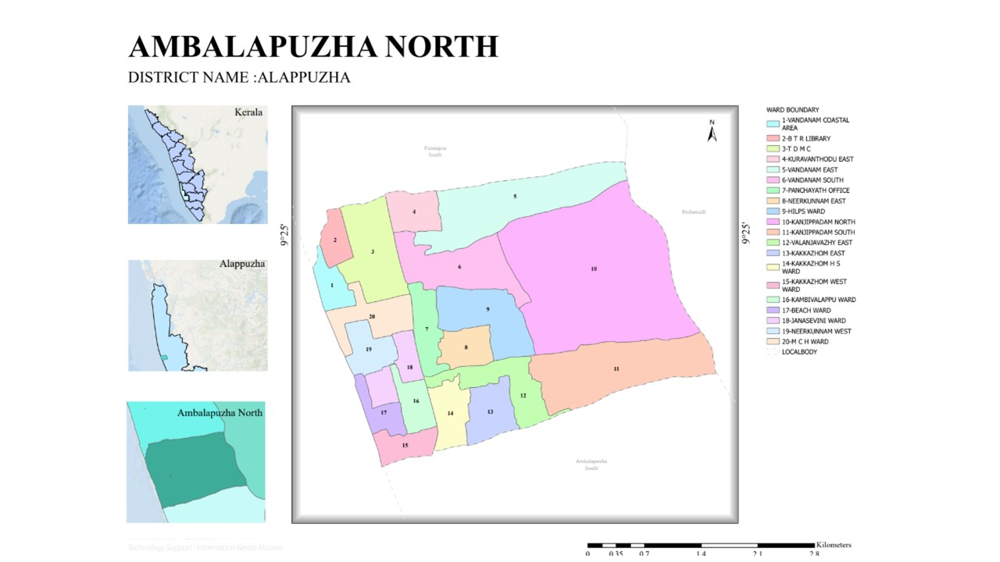 AMBALAPUZHA NORTH
DISTRICT NAME :ALAPPUZHA
Kerala
Alappuzha
Ambalapuzha North
9°25'
9°25'
N
Punnapra
South
Nedumudi
Ambalapuzha
South
1
2
3
4
5
6
7
8
9
10
11
12
13
14
15
16
17
18
19
20
WARD BOUNDARY
1-VANDANAM COASTAL
AREA
2-B T R LIBRARY
3-T D M C
4-KURAVANTHODU EAST
5-VANDANAM EAST
6-VANDANAM SOUTH
7-PANCHAYATH OFFICE
8-NEERKUNNAM EAST
9-HILPS WARD
10-KANJIPPADAM NORTH
11-KANJIPPADAM SOUTH
12-VALANJAVAZHY EAST
13-KAKKAZHOM EAST
14-KAKKAZHOM H S
WARD
15-KAKKAZHOM WEST
WARD
16-KAMBIVALAPPU WARD
17-BEACH WARD
18-JANASEVINI WARD
19-NEERKUNNAM WEST
20-M C H WARD
LOCALBODY
Technology Support : Information Kerala Mission
Kilometers
0 0.35 0.7 1.4 2.1 2.8